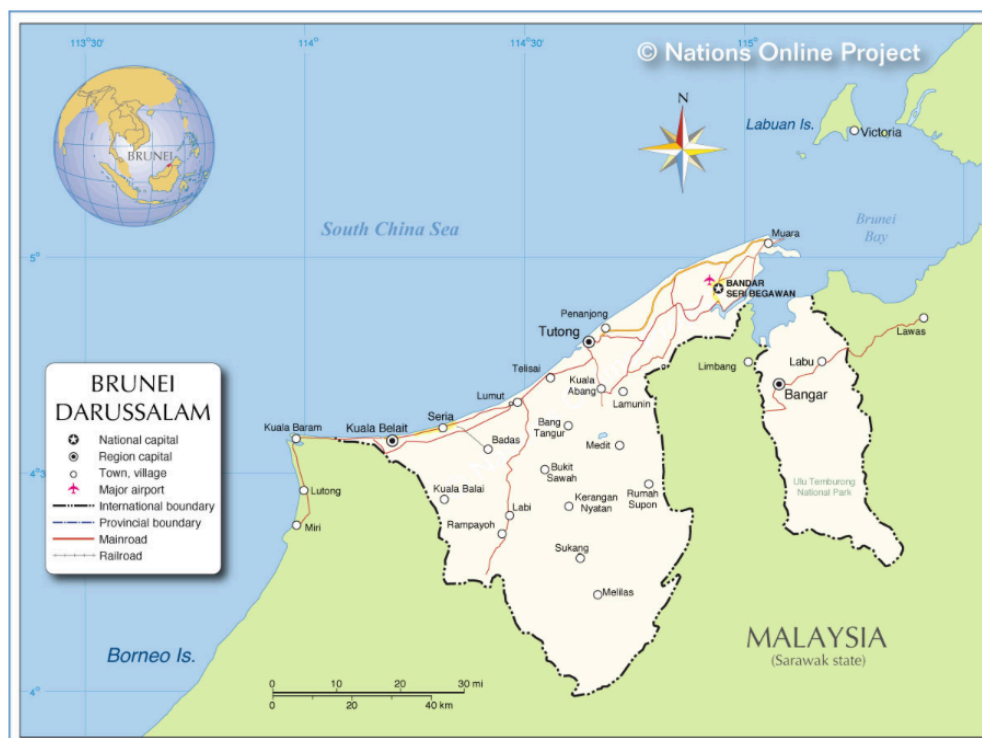 113°30'
114°
114°30'
115°
© Nations Online Project
N
Labuan Is.
Victoria
BRUNEI
South China Sea
Brunei
Bay
5°
Muara
BANDAR
SERI BEGAWAN
Penanjong
Tutong
Lawas
Limbang
Labu
Bangar
Telisai
Kuala
Abang
Lamunin
Lumut
Seria
Kuala Belait
Kuala Baram
Bang
Tangur
Badas
Medit
4°30'
Bukit
Sawah
Kuala Balai
Lutong
Kerangan
Nyatan
Rumah
Supon
Ulu Temburong
National Park
Labi
Rampayoh
Miri
Sukang
Melilas
BRUNEI
DARUSSALAM
National capital
Region capital
Town, village
Major airport
International boundary
Provincial boundary
Mainroad
Railroad
MALAYSIA
(Sarawak state)
Borneo Is.
4°
0 10 20 30 mi
0 20 40 km